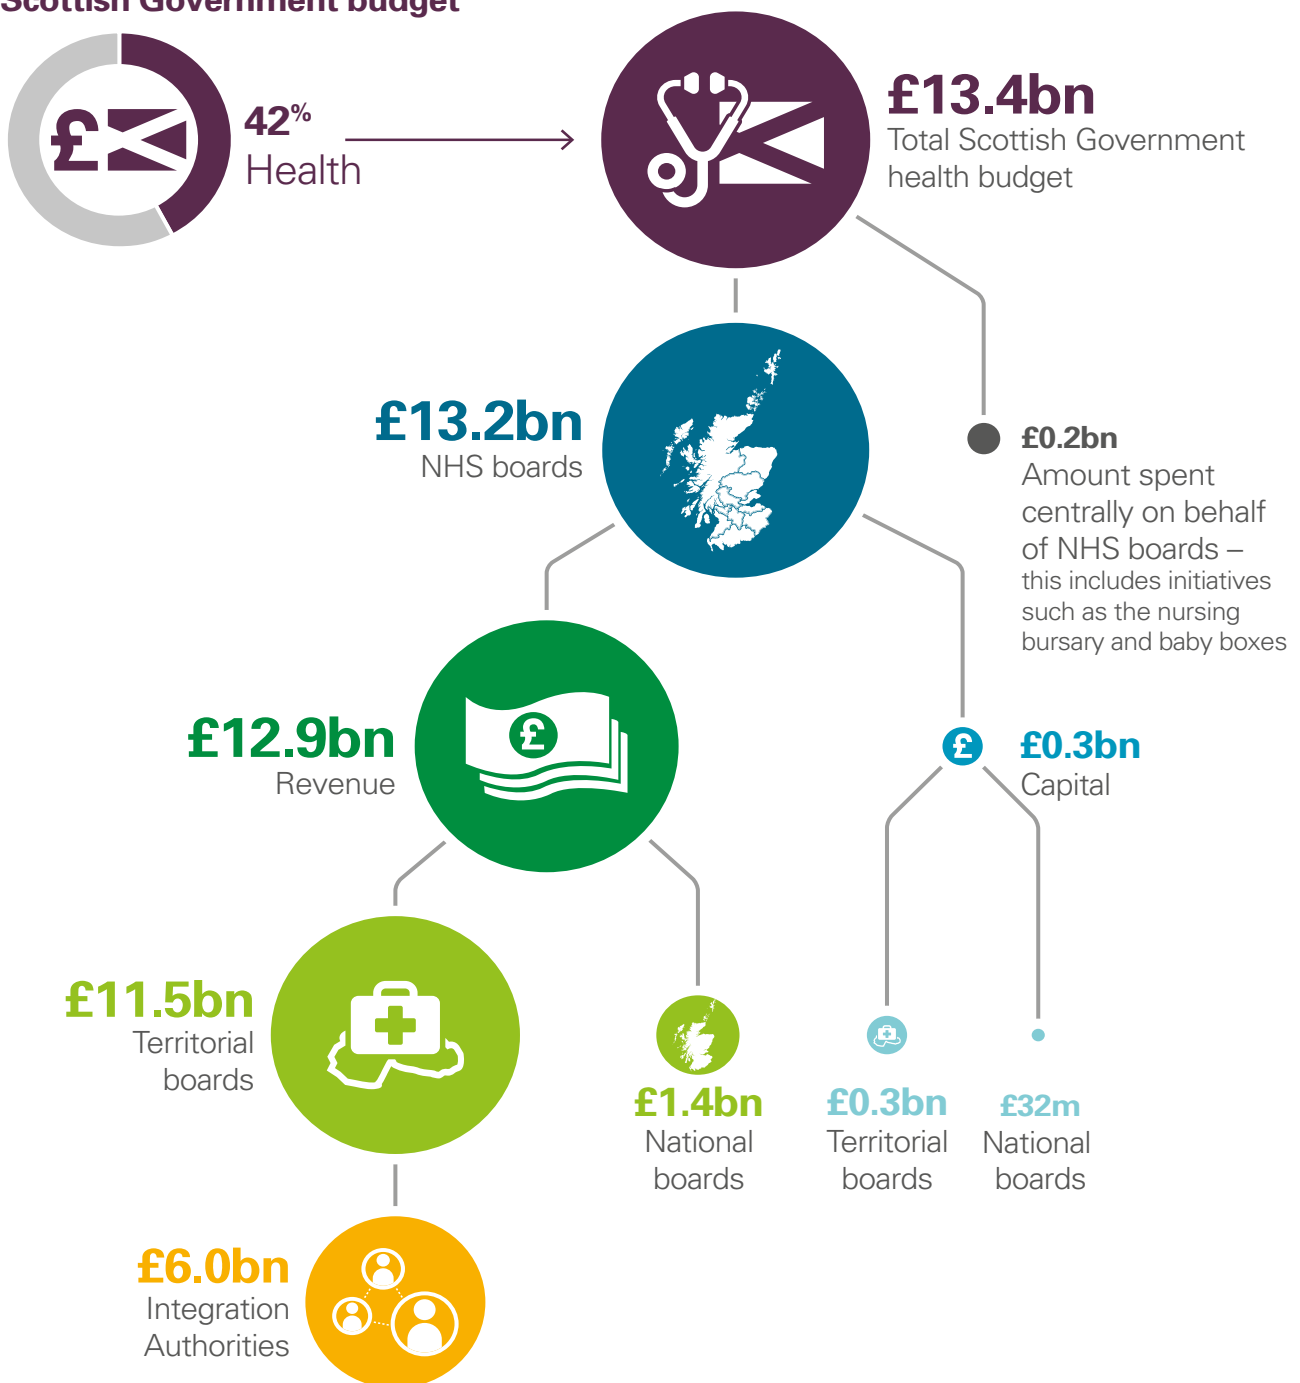 Scottish Government budget
42%
Health
£13.4bn
Total Scottish Government
health budget
£13.2bn
NHS boards
£0.2bn
Amount spent
centrally on behalf
of NHS boards –
this includes initiatives
such as the nursing
bursary and baby boxes
£12.9bn
Revenue
£0.3bn
Capital
£11.5bn
Territorial
boards
£1.4bn
National
boards
£0.3bn
Territorial
boards
£32m
National
boards
£6.0bn
Integration
Authorities